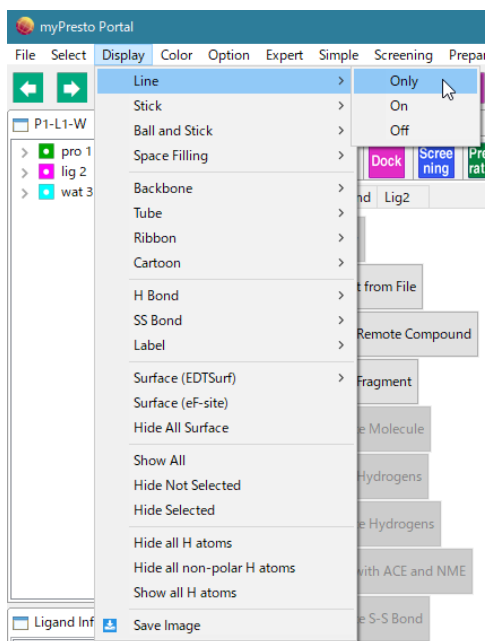 myPresto Portal
File Select Display Color Option Expert Simple Screening Prepar
Line
Only
Stick
On
Ball and Stick
Off
Space Filling
Backbone
Tube
Ribbon
Cartoon
H Bond
SS Bond
Label
Surface (EDTSurf)
Surface (eF-site)
Hide All Surface
Show All
Hide Not Selected
Hide Selected
Hide all H atoms
Hide all non-polar H atoms
Show all H atoms
Save Image
P1-L1-W
pro 1
lig 2
wat 3
Ligand Inf
Dock
Scree
ning
Pre
rat
nd Lig2
t from File
Remote Compound
Fragment
e Molecule
Hydrogens
e Hydrogens
with ACE and NME
e S-S Bond